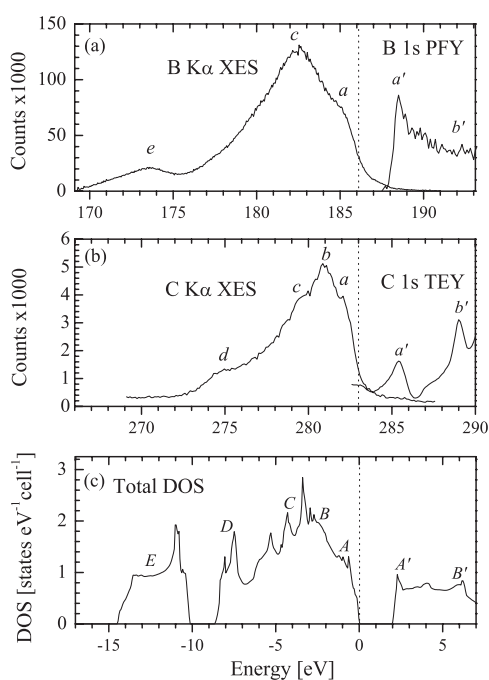 150
100
50
0
Counts x1000
(a)
B Kα XES
B 1s PFY
e
c
a
a'
b'
170
175
180
185
190
6
5
4
3
2
1
0
Counts x1000
(b)
C Kα XES
C 1s TEY
d
c
b
a
a'
b'
270
275
280
285
290
3
2
1
0
DOS [states eV⁻¹cell⁻¹]
(c)
Total DOS
E
D
C
B
A
A'
B'
-15
-10
-5
0
5
Energy [eV]